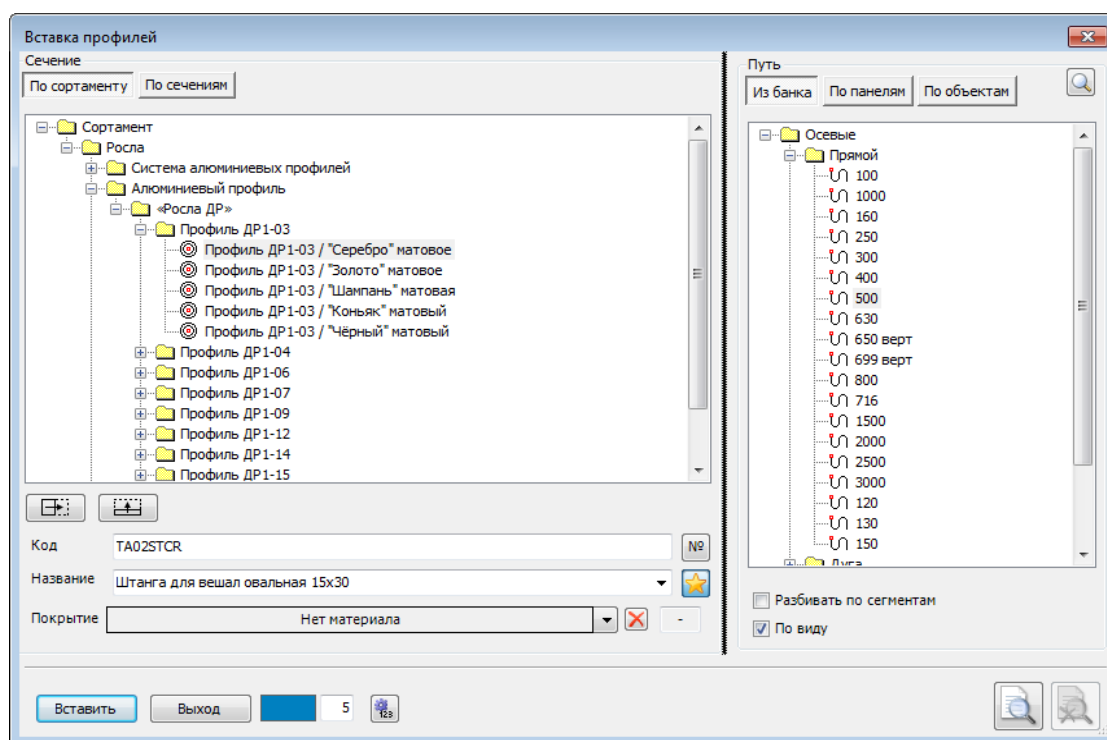 Вставка профилей
Сечение
По сортаменту
По сечениям
Сортамент
Росла
Система алюминиевых профилей
Алюминиевый профиль
«Росла ДР»
Профиль ДР1-03
Профиль ДР1-03 / "Серебро" матовое
Профиль ДР1-03 / "Золото" матовое
Профиль ДР1-03 / "Шампань" матовая
Профиль ДР1-03 / "Коньяк" матовый
Профиль ДР1-03 / "Чёрный" матовый
Профиль ДР1-04
Профиль ДР1-06
Профиль ДР1-07
Профиль ДР1-09
Профиль ДР1-12
Профиль ДР1-14
Профиль ДР1-15
Код
TA02STCR
№
Название
Штанга для вешал овальная 15x30
Покрытие
Нет материала
-
Путь
Из банка
По панелям
По объектам
Осевые
Прямой
100
1000
160
250
300
400
500
630
650 верт
699 верт
800
716
1500
2000
2500
3000
120
130
150
Дуга
Разбивать по сегментам
По виду
Вставить
Выход
5
123